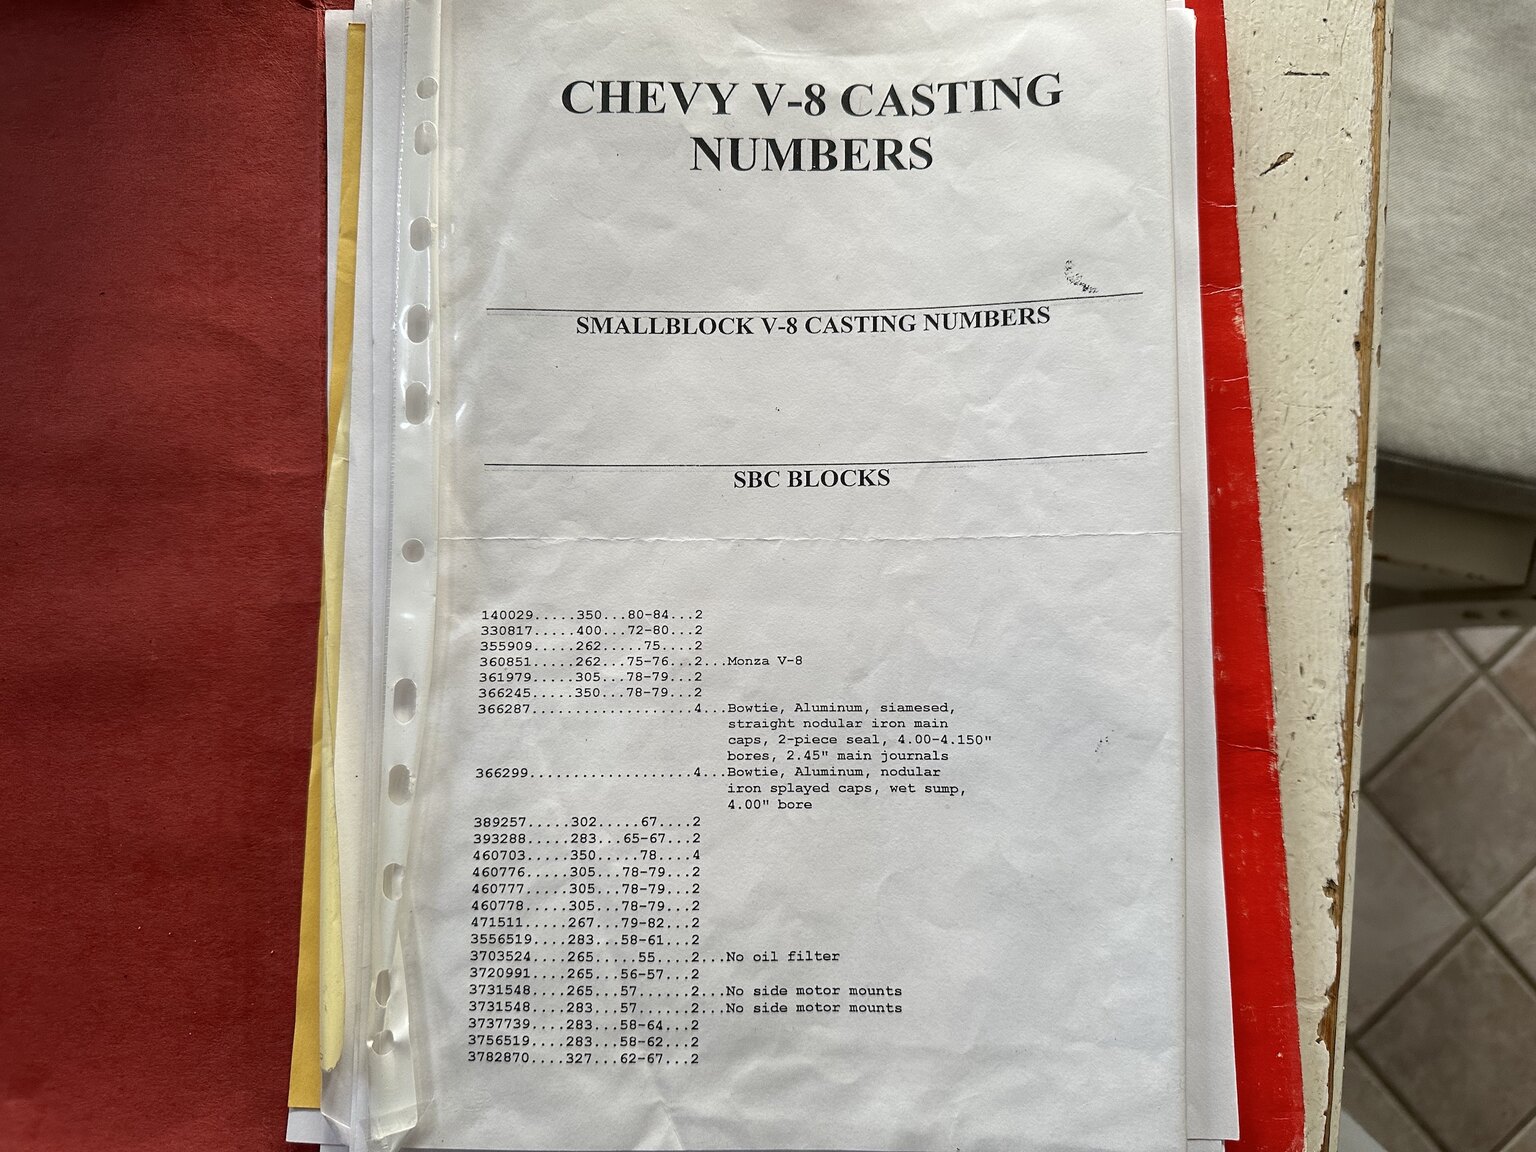 CHEVY V-8 CASTING
NUMBERS
SMALLBLOCK V-8 CASTING NUMBERS
SBC BLOCKS
140029.....350...80-84...2
330817.....400...72-80...2
355909.....262.....75....2
360851.....262...75-76...2...Monza V-8
361979.....305...78-79...2
366245.....350...78-79...2
366287...................4...Bowtie, Aluminum, siamesed,
straight nodular iron main
caps, 2-piece seal, 4.00-4.150"
bores, 2.45" main journals
366299...................4...Bowtie, Aluminum, nodular
iron splayed caps, wet sump,
4.00" bore
389257.....302.....67....2
393288.....283...65-67...2
460703.....350.....78....4
460776.....305...78-79...2
460777.....305...78-79...2
460778.....305...78-79...2
471511.....267...79-82...2
3556519....283...58-61...2
3703524....265.....55....2...No oil filter
3720991....265...56-57...2
3731548....265...57......2...No side motor mounts
3731548....283...57......2...No side motor mounts
3737739....283...58-64...2
3756519....283...58-62...2
3782870....327...62-67...2